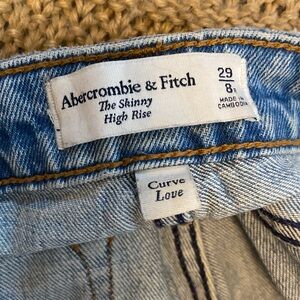 Abercrombie & Fitch
The Skinny
High Rise
29
8
MADE IN
CAMBODIA
Curve
Love